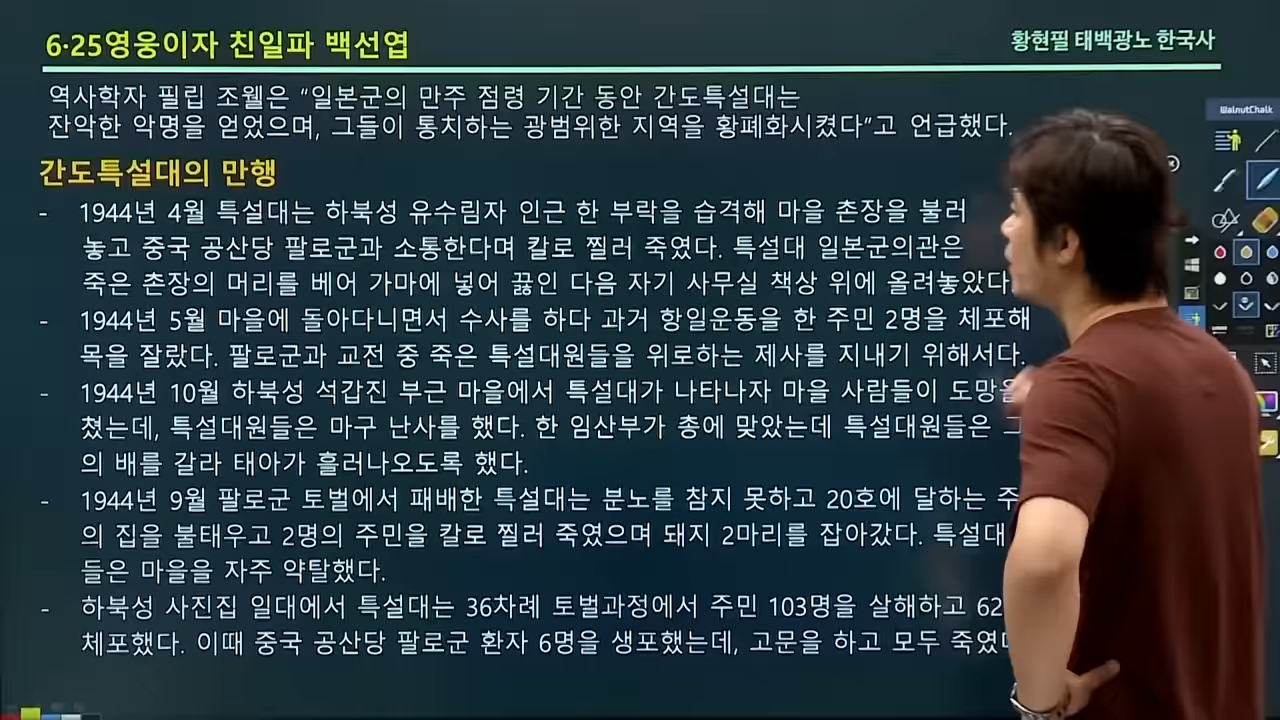 6·25영웅이자 친일파 백선엽
황현필 태백광노 한국사
역사학자 필립 조웰은 "일본군의 만주 점령 기간 동안 간도특설대는
잔악한 악명을 얻었으며, 그들이 통치하는 광범위한 지역을 황폐화시켰다"고 언급했다.
WalnutChalk
간도특설대의 만행
- 1944년 4월 특설대는 하북성 유수림자 인근 한 부락을 습격해 마을 촌장을 불러
놓고 중국 공산당 팔로군과 소통한다며 칼로 찔러 죽였다. 특설대 일본군의관은
죽은 촌장의 머리를 베어 가마에 넣어 끓인 다음 자기 사무실 책상 위에 올려놓았다
- 1944년 5월 마을에 돌아다니면서 수사를 하다 과거 항일운동을 한 주민 2명을 체포해
목을 잘랐다. 팔로군과 교전 중 죽은 특설대원들을 위로하는 제사를 지내기 위해서다.
- 1944년 10월 하북성 석갑진 부근 마을에서 특설대가 나타나자 마을 사람들이 도망을
쳤는데, 특설대원들은 마구 난사를 했다. 한 임산부가 총에 맞았는데 특설대원들은
의 배를 갈라 태아가 흘러나오도록 했다.
- 1944년 9월 팔로군 토벌에서 패배한 특설대는 분노를 참지 못하고 20호에 달하는 주
의 집을 불태우고 2명의 주민을 칼로 찔러 죽였으며 돼지 2마리를 잡아갔다. 특설대
들은 마을을 자주 약탈했다.
- 하북성 사진집 일대에서 특설대는 36차례 토벌과정에서 주민 103명을 살해하고 62
체포했다. 이때 중국 공산당 팔로군 환자 6명을 생포했는데, 고문을 하고 모두 죽였